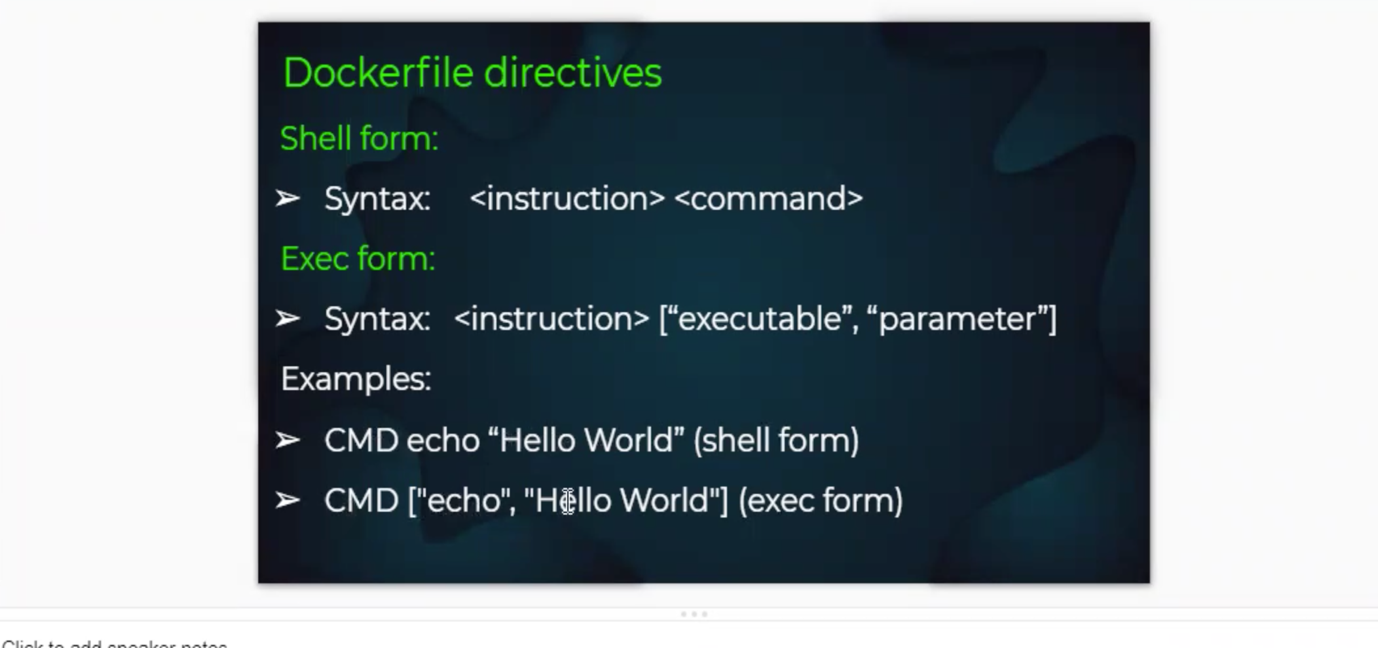 Dockerfile directives
Shell form:
➢ Syntax: <instruction> <command>
Exec form:
➢ Syntax: <instruction> [“executable”, “parameter”]
Examples:
➢ CMD echo “Hello World” (shell form)
➢ CMD ["echo", "Hello World"] (exec form)
Click to add speaker notes